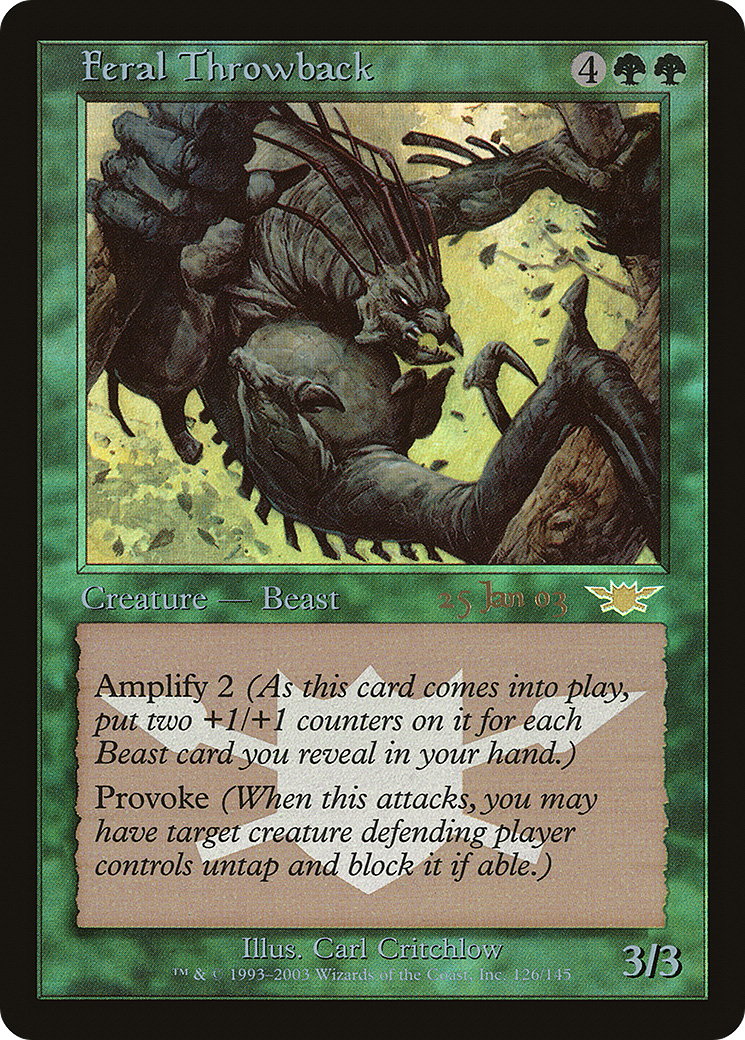 Feral Throwback 4
Creature — Beast 25 Jan 03
Amplify 2 (As this card comes into play,
put two +1/+1 counters on it for each
Beast card you reveal in your hand.)
Provoke (When this attacks, you may
have target creature defending player
controls untap and block it if able.)
Illus. Carl Critchlow
™ & © 1993–2003 Wizards of the Coast, Inc. 126/145
3/3